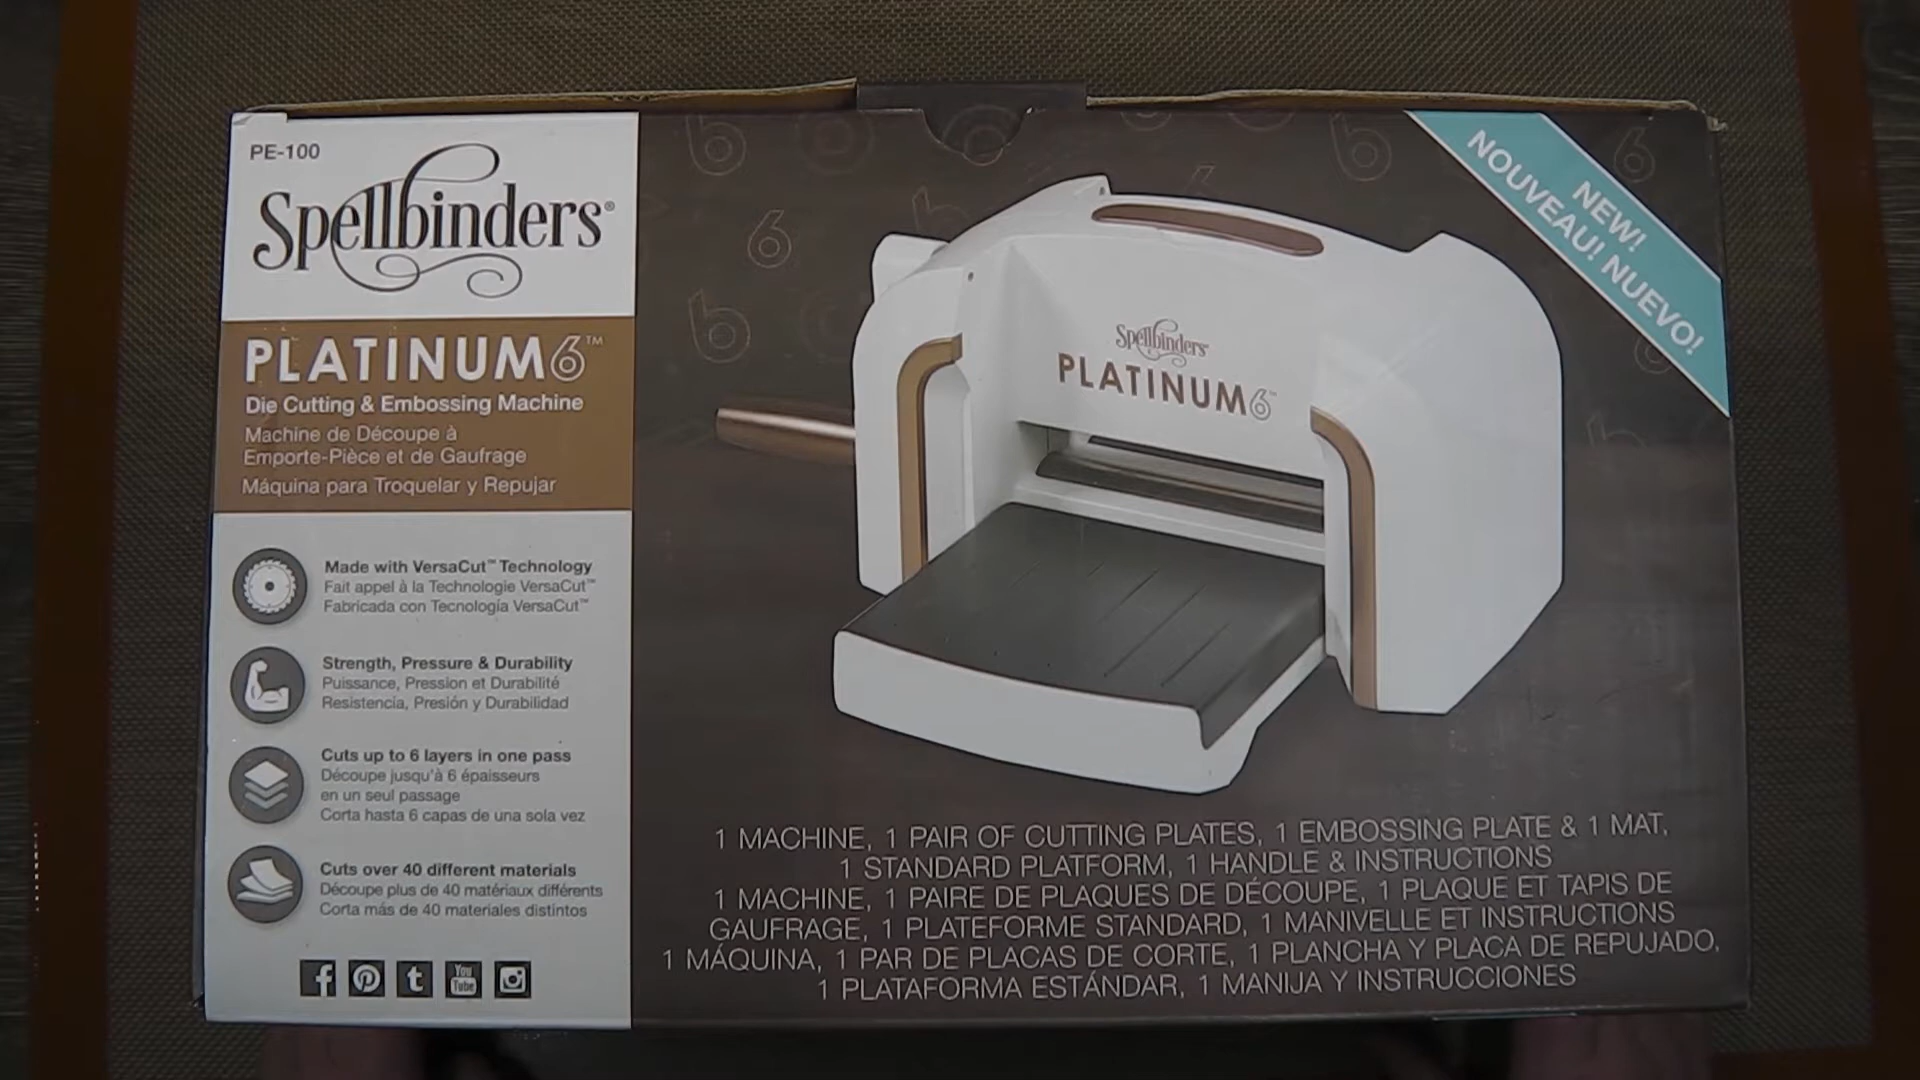 PE-100
Spellbinders®
PLATINUM6™
Die Cutting & Embossing Machine
Machine de Découpe à
Emporte-Pièce et de Gaufrage
Máquina para Troquelar y Repujar
Made with VersaCut™ Technology
Fait appel à la Technologie VersaCut™
Fabricada con Tecnología VersaCut™
Strength, Pressure & Durability
Puissance, Pression et Durabilité
Resistencia, Presión y Durabilidad
Cuts up to 6 layers in one pass
Découpe jusqu'à 6 épaisseurs
en un seul passage
Corta hasta 6 capas de una sola vez
Cuts over 40 different materials
Découpe plus de 40 matériaux différents
Corta más de 40 materiales distintos
f P t You Tube
NEW!
NOUVEAU! NUEVO!
Spellbinders®
PLATINUM6™
1 MACHINE, 1 PAIR OF CUTTING PLATES, 1 EMBOSSING PLATE & 1 MAT,
1 STANDARD PLATFORM, 1 HANDLE & INSTRUCTIONS
1 MACHINE, 1 PAIRE DE PLAQUES DE DÉCOUPE, 1 PLAQUE ET TAPIS DE
GAUFRAGE, 1 PLATEFORME STANDARD, 1 MANIVELLE ET INSTRUCTIONS
1 MÁQUINA, 1 PAR DE PLACAS DE CORTE, 1 PLANCHA Y PLACA DE REPUJADO,
1 PLATAFORMA ESTÁNDAR, 1 MANIJA Y INSTRUCCIONES